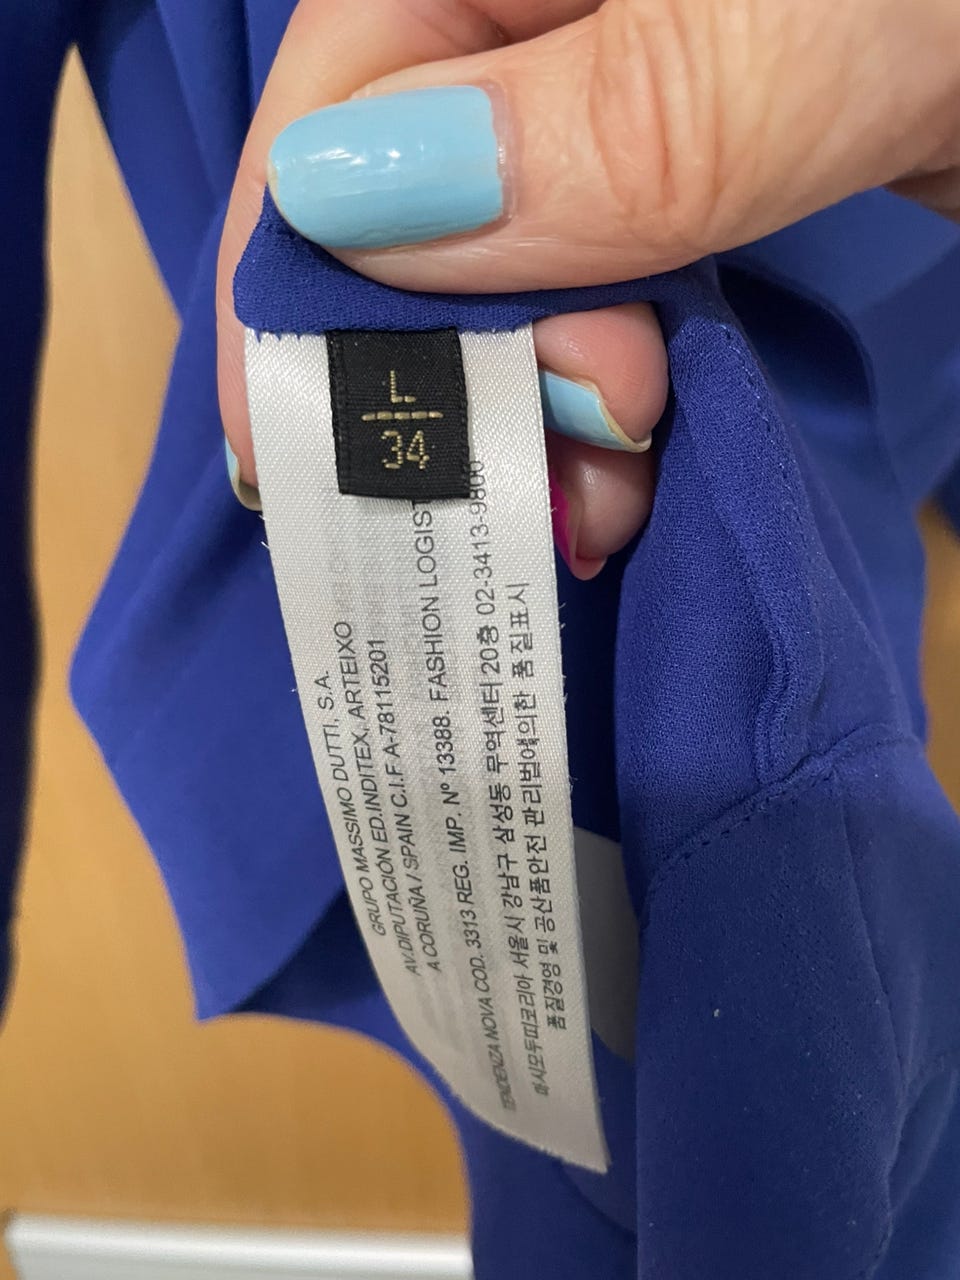 L
34
GRUPO MASSIMO DUTTI, S.A.
AV.DIPUTACIÓN ED.INDITEX, ARTEIXO
A CORUÑA / SPAIN C.I.F A-78115201
TENDENZA NOVA COD. 3313 REG. IMP. Nº 13388. FASHION LOGIST
마시모두띠코리아 서울시 강남구 삼성동 무역센터 20층 02-3413-9800
품질경영 및 공산품안전 관리법에의한 품질표시